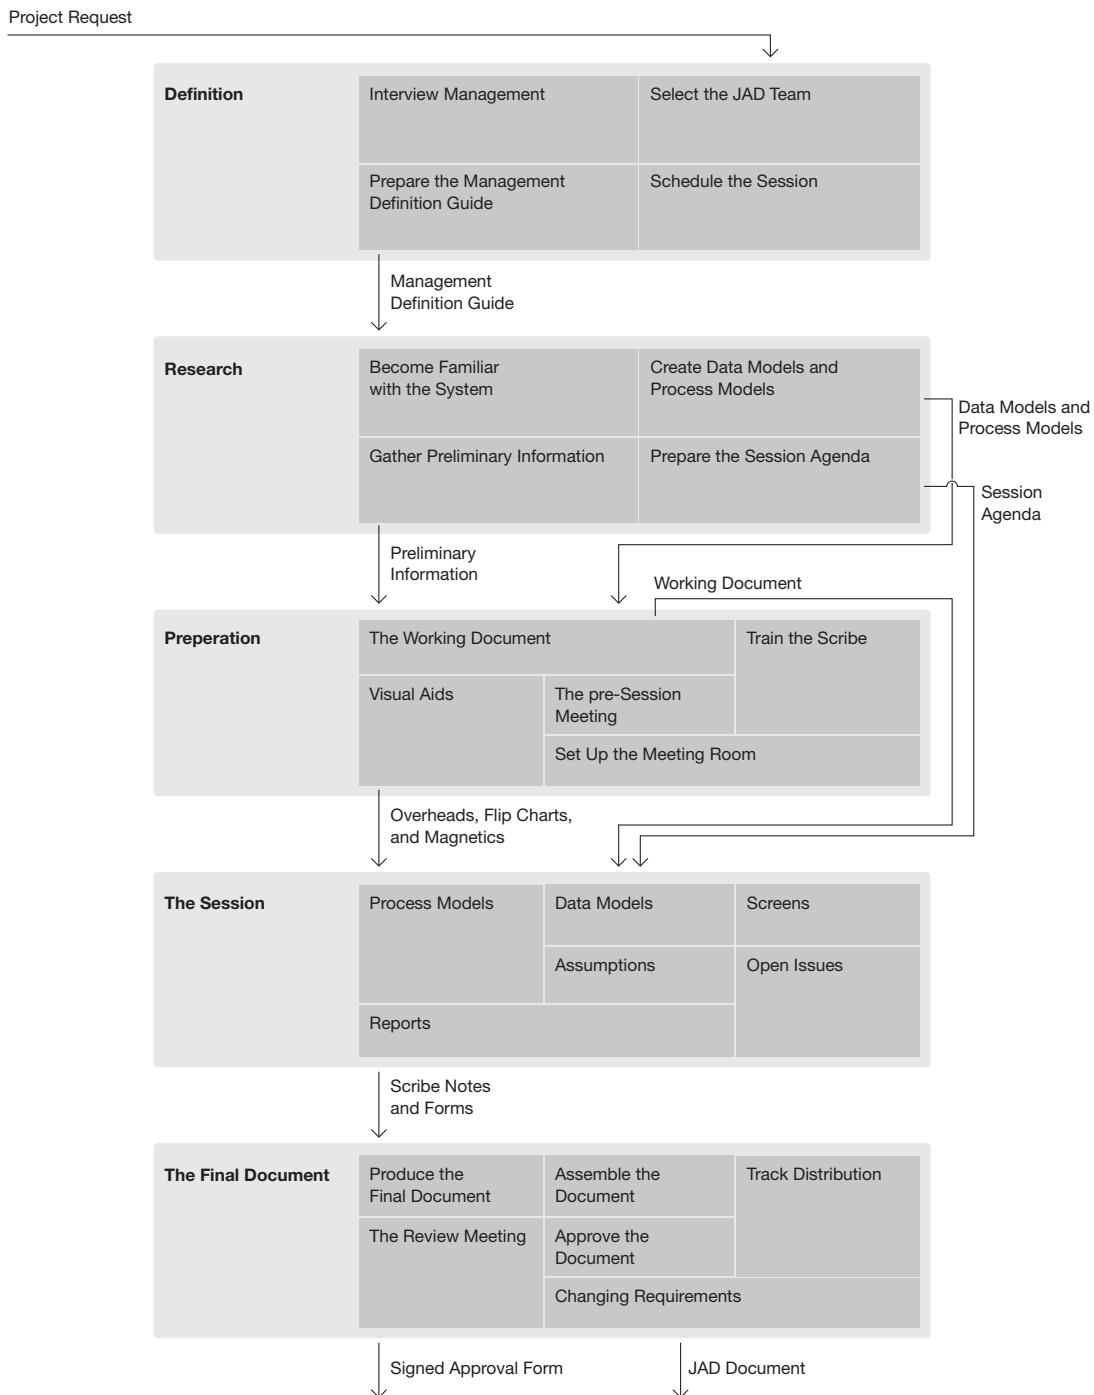 Project Request
Definition
Interview Management
Select the JAD Team
Prepare the Management
Definition Guide
Schedule the Session
Management
Definition Guide
Research
Become Familiar
with the System
Create Data Models and
Process Models
Data Models and
Process Models
Gather Preliminary Information
Prepare the Session Agenda
Session
Agenda
Preliminary
Information
Working Document
Preperation
The Working Document
Train the Scribe
Visual Aids
The pre-Session
Meeting
Set Up the Meeting Room
Overheads, Flip Charts,
and Magnetics
The Session
Process Models
Data Models
Screens
Assumptions
Open Issues
Reports
Scribe Notes
and Forms
The Final Document
Produce the
Final Document
Assemble the
Document
Track Distribution
The Review Meeting
Approve the
Document
Changing Requirements
Signed Approval Form
JAD Document